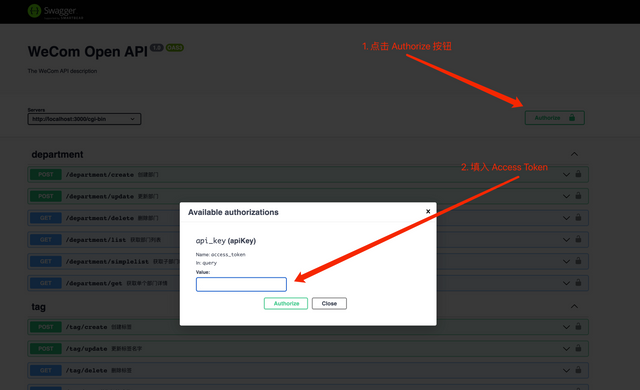 Swagger
WeCom Open API 1.0 OAS3
The WeCom API description
1. 点击 Authorize 按钮
Servers
http://localhost:3000/cgi-bin
Authorize
department
POST /department/create 创建部门
2. 填入 Access Token
POST /department/update 更新部门
GET /department/delete 删除部门
GET /department/list 获取部门列表
GET /department/simplelist 获取子部门
GET /department/get 获取单个部门详情
Available authorizations
api_key (apiKey)
Name: access_token
In: query
Value:
Authorize
Close
tag
POST /tag/create 创建标签
POST /tag/update 更新标签名字
GET /tag/delete 删除标签